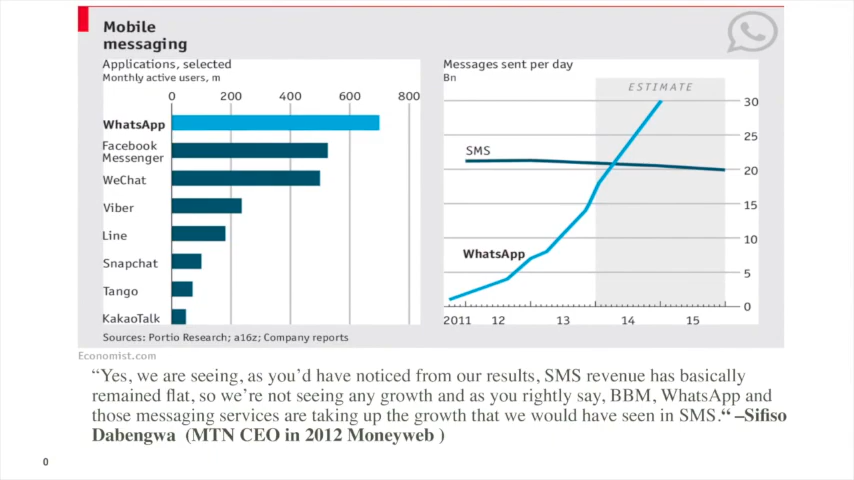 Mobile
messaging
Applications, selected
Monthly active users, m
0 200 400 600 800
WhatsApp
Facebook
Messenger
WeChat
Viber
Line
Snapchat
Tango
KakaoTalk
Messages sent per day
Bn
ESTIMATE
30
25
SMS
20
15
10
WhatsApp
5
0
2011 12 13 14 15
Sources: Portio Research; a16z; Company reports
Economist.com
“Yes, we are seeing, as you’d have noticed from our results, SMS revenue has basically
remained flat, so we’re not seeing any growth and as you rightly say, BBM, WhatsApp and
those messaging services are taking up the growth that we would have seen in SMS.“ –Sifiso
Dabengwa (MTN CEO in 2012 Moneyweb )
0